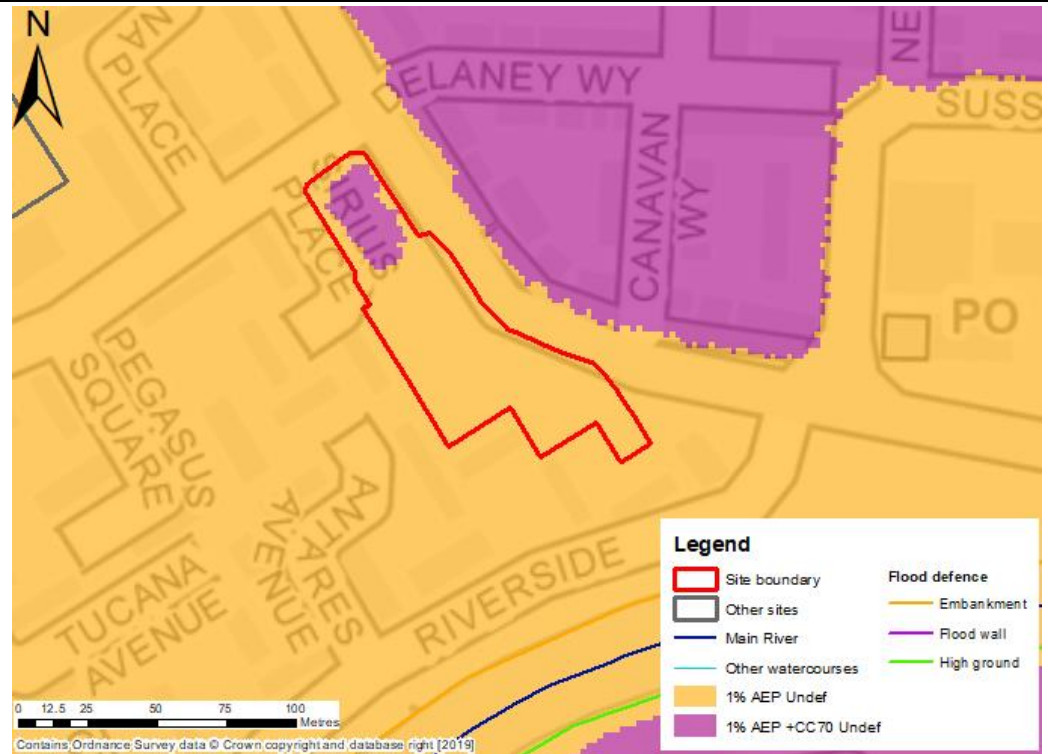 N
NA
PLACE
ELANEY WY
CANAVAN
WY
NE
SUSS
PO
SIRIUS
PLACE
PEGASUS
SQUARE
ANTARES
AVENUE
TUCANA
AVENUE
RIVERSIDE
Legend
Site boundary
Other sites
Main River
Other watercourses
1% AEP Undef
1% AEP +CC70 Undef
Flood defence
Embankment
Flood wall
High ground
0 12.5 25 50 75 100
Metres
Contains Ordnance Survey data © Crown copyright and database right [2019]